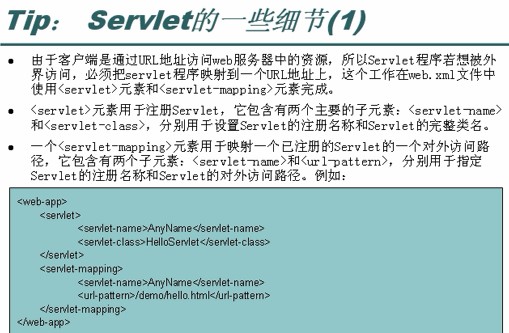 Tip： Servlet的一些细节(1)
● 由于客户端是通过URL地址访问web服务器中的资源，所以Servlet程序若想被外
界访问，必须把servlet程序映射到一个URL地址上，这个工作在web.xml文件中
使用<servlet>元素和<servlet-mapping>元素完成。
● <servlet>元素用于注册Servlet，它包含有两个主要的子元素：<servlet-name>
和<servlet-class>，分别用于设置Servlet的注册名称和Servlet的完整类名。
● 一个<servlet-mapping>元素用于映射一个已注册的Servlet的一个对外访问路
径，它包含有两个子元素：<servlet-name>和<url-pattern>，分别用于指定
Servlet的注册名称和Servlet的对外访问路径。例如：
<web-app>
<servlet>
<servlet-name>AnyName</servlet-name>
<servlet-class>HelloServlet</servlet-class>
</servlet>
<servlet-mapping>
<servlet-name>AnyName</servlet-name>
<url-pattern>/demo/hello.html</url-pattern>
</servlet-mapping>
</web-app>